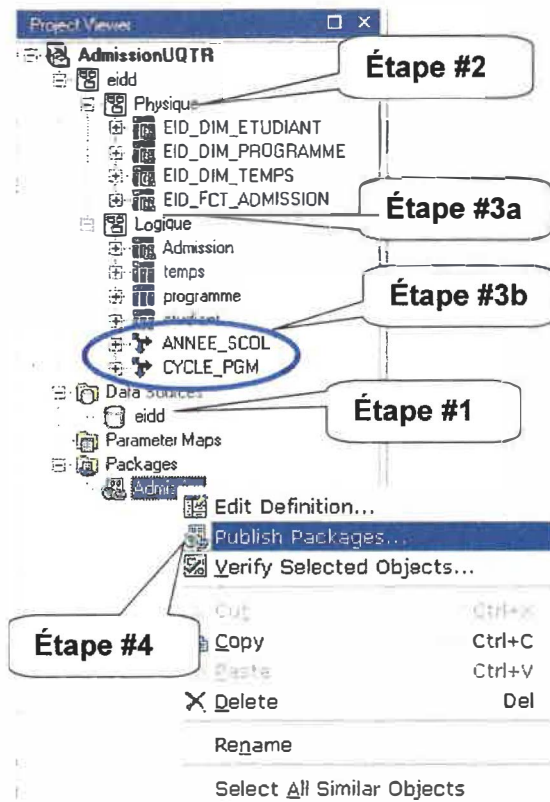 Project Viewer
AdmissionUQTR
Étape #2
eidd
Physique
EID_DIM_ETUDIANT
EID_DIM_PROGRAMME
EID_DIM_TEMPS
EID_FCT_ADMISSION
Étape #3a
Logique
Admission
temps
programme
Étape #3b
ANNEE_SCOL
CYCLE_PGM
Data Sources
eidd
Étape #1
Parameter Maps
Packages
Edit Definition...
Publish Packages...
Verify Selected Objects...
Cut Ctrl+X
Étape #4
Copy Ctrl+C
Paste Ctrl+V
Delete Del
Rename
Select All Similar Objects